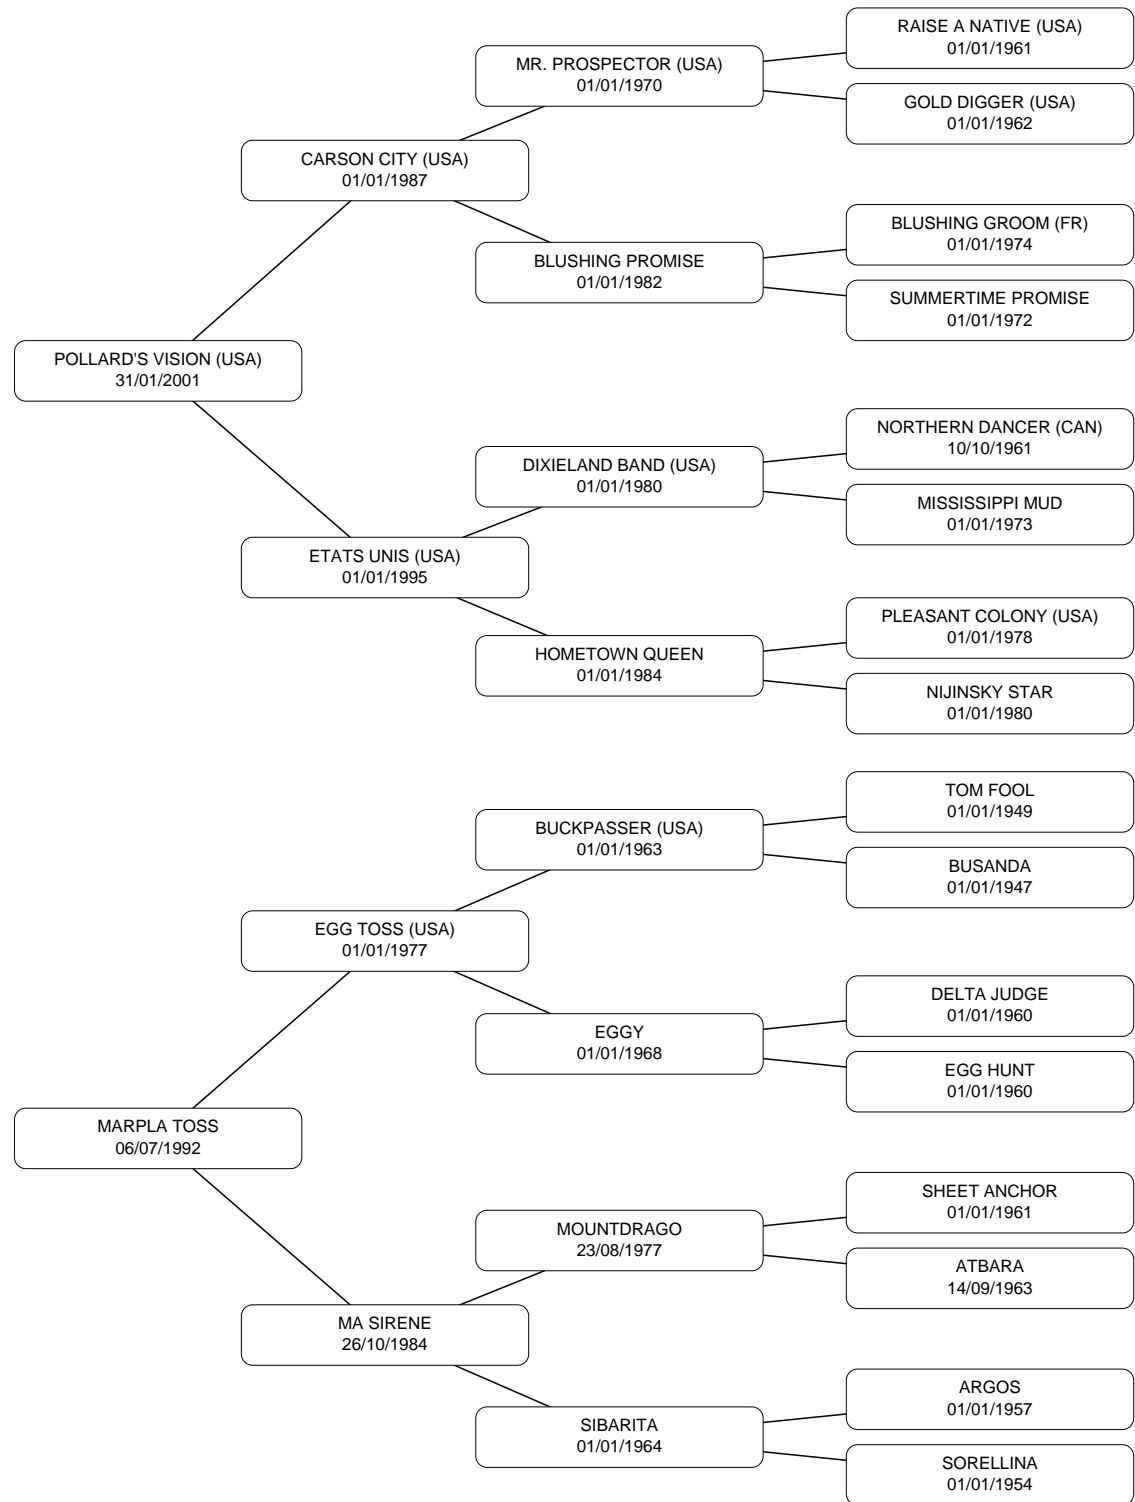 RAISE A NATIVE (USA)
01/01/1961
MR. PROSPECTOR (USA)
01/01/1970
GOLD DIGGER (USA)
01/01/1962
CARSON CITY (USA)
01/01/1987
BLUSHING GROOM (FR)
01/01/1974
BLUSHING PROMISE
01/01/1982
SUMMERTIME PROMISE
01/01/1972
POLLARD'S VISION (USA)
31/01/2001
NORTHERN DANCER (CAN)
10/10/1961
DIXIELAND BAND (USA)
01/01/1980
MISSISSIPPI MUD
01/01/1973
ETATS UNIS (USA)
01/01/1995
PLEASANT COLONY (USA)
01/01/1978
HOMETOWN QUEEN
01/01/1984
NIJINSKY STAR
01/01/1980
TOM FOOL
01/01/1949
BUCKPASSER (USA)
01/01/1963
BUSANDA
01/01/1947
EGG TOSS (USA)
01/01/1977
DELTA JUDGE
01/01/1960
EGGY
01/01/1968
EGG HUNT
01/01/1960
MARPLA TOSS
06/07/1992
SHEET ANCHOR
01/01/1961
MOUNTDRAGO
23/08/1977
ATBARA
14/09/1963
MA SIRENE
26/10/1984
ARGOS
01/01/1957
SIBARITA
01/01/1964
SORELLINA
01/01/1954